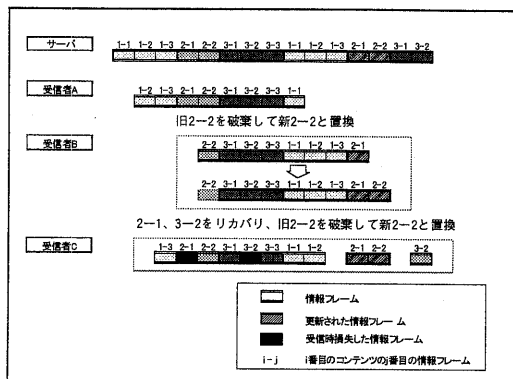 サーバ
1-1 1-2 1-3 2-1 2-2 3-1 3-2 3-3 1-1 1-2 1-3 2-1 2-2 3-1 3-2
受信者A
1-2 1-3 2-1 2-2 3-1 3-2 3-3 1-1
旧2-2を破棄して新2-2と置換
受信者B
2-2 3-1 3-2 3-3 1-1 1-2 1-3 2-1
2-2 3-1 3-2 3-3 1-1 1-2 1-3 2-1 2-2
2-1、3-2をリカバリ、旧2-2を破棄して新2-2と置換
受信者C
1-3 2-1 2-2 3-1 3-2 3-3 1-1 1-2 2-1 2-2 3-2
情報フレーム
更新された情報フレーム
受信時損失した情報フレーム
i-j i番目のコンテンツのj番目の情報フレーム